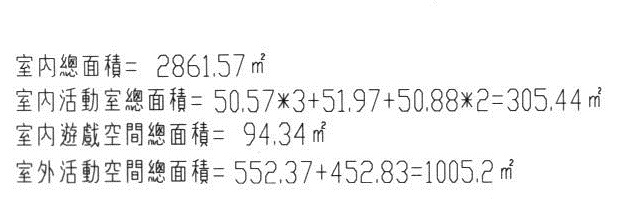 室內總面積= 2861.57㎡
室內活動室總面積= 50.57*3+51.97+50.88*2=305.44㎡
室內遊戲空間總面積= 94.34㎡
室外活動空間總面積= 552.37+452.83=1005.2㎡